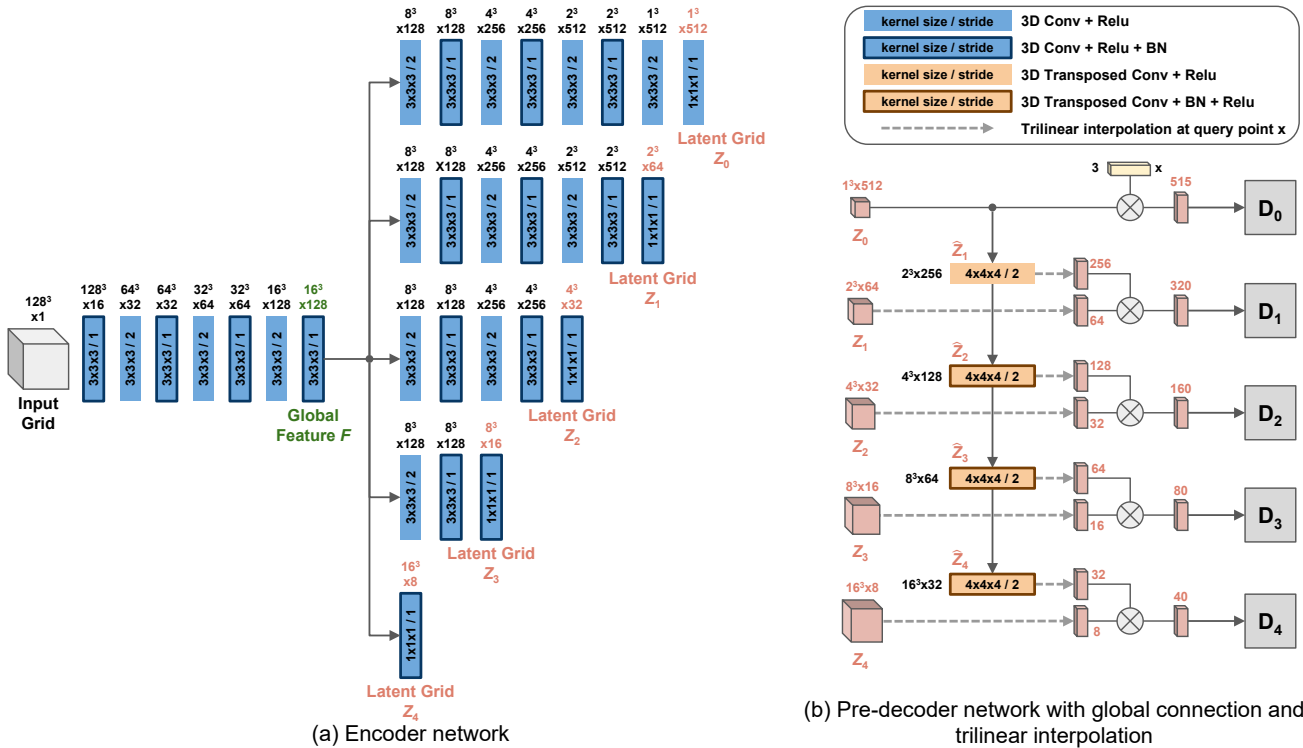 8³ 8³ 4³ 4³ 2³ 2³ 1³ 1³
x128 x128 x256 x256 x512 x512 x512 x512
3x3x3 / 2 3x3x3 / 1 3x3x3 / 2 3x3x3 / 1 3x3x3 / 2 3x3x3 / 1 3x3x3 / 2 1x1x1 / 1
Latent Grid
Z₀
8³ 8³ 4³ 4³ 2³ 2³ 2³
x128 X128 x256 x256 x512 x512 x64
3x3x3 / 2 3x3x3 / 1 3x3x3 / 2 3x3x3 / 1 3x3x3 / 2 3x3x3 / 1 1x1x1 / 1
Latent Grid
Z₁
128³
x1
Input
Grid
128³ 64³ 64³ 32³ 32³ 16³ 16³
x16 x32 x32 x64 x64 x128 x128
3x3x3 / 1 3x3x3 / 2 3x3x3 / 1 3x3x3 / 2 3x3x3 / 1 3x3x3 / 2 3x3x3 / 1
Global
Feature F
8³ 8³ 4³ 4³ 4³
x128 x128 x256 x256 x32
3x3x3 / 2 3x3x3 / 1 3x3x3 / 2 3x3x3 / 1 1x1x1 / 1
Latent Grid
Z₂
8³ 8³ 8³
x128 x128 x16
3x3x3 / 2 3x3x3 / 1 1x1x1 / 1
Latent Grid
Z₃
16³
x8
1x1x1 / 1
Latent Grid
Z₄
(a) Encoder network
kernel size / stride 3D Conv + Relu
kernel size / stride 3D Conv + Relu + BN
kernel size / stride 3D Transposed Conv + Relu
kernel size / stride 3D Transposed Conv + BN + Relu
Trilinear interpolation at query point x
3 x
1³x512 515
Z₀ D₀
Ẑ₁
2³x256 4x4x4 / 2 256
2³x64 64 320
Z₁ D₁
Ẑ₂
4³x128 4x4x4 / 2 128
4³x32 32 160
Z₂ D₂
Ẑ₃
8³x64 4x4x4 / 2 64
8³x16 16 80
Z₃ D₃
Ẑ₄
16³x32 4x4x4 / 2 32
16³x8 8 40
Z₄ D₄
(b) Pre-decoder network with global connection and
trilinear interpolation